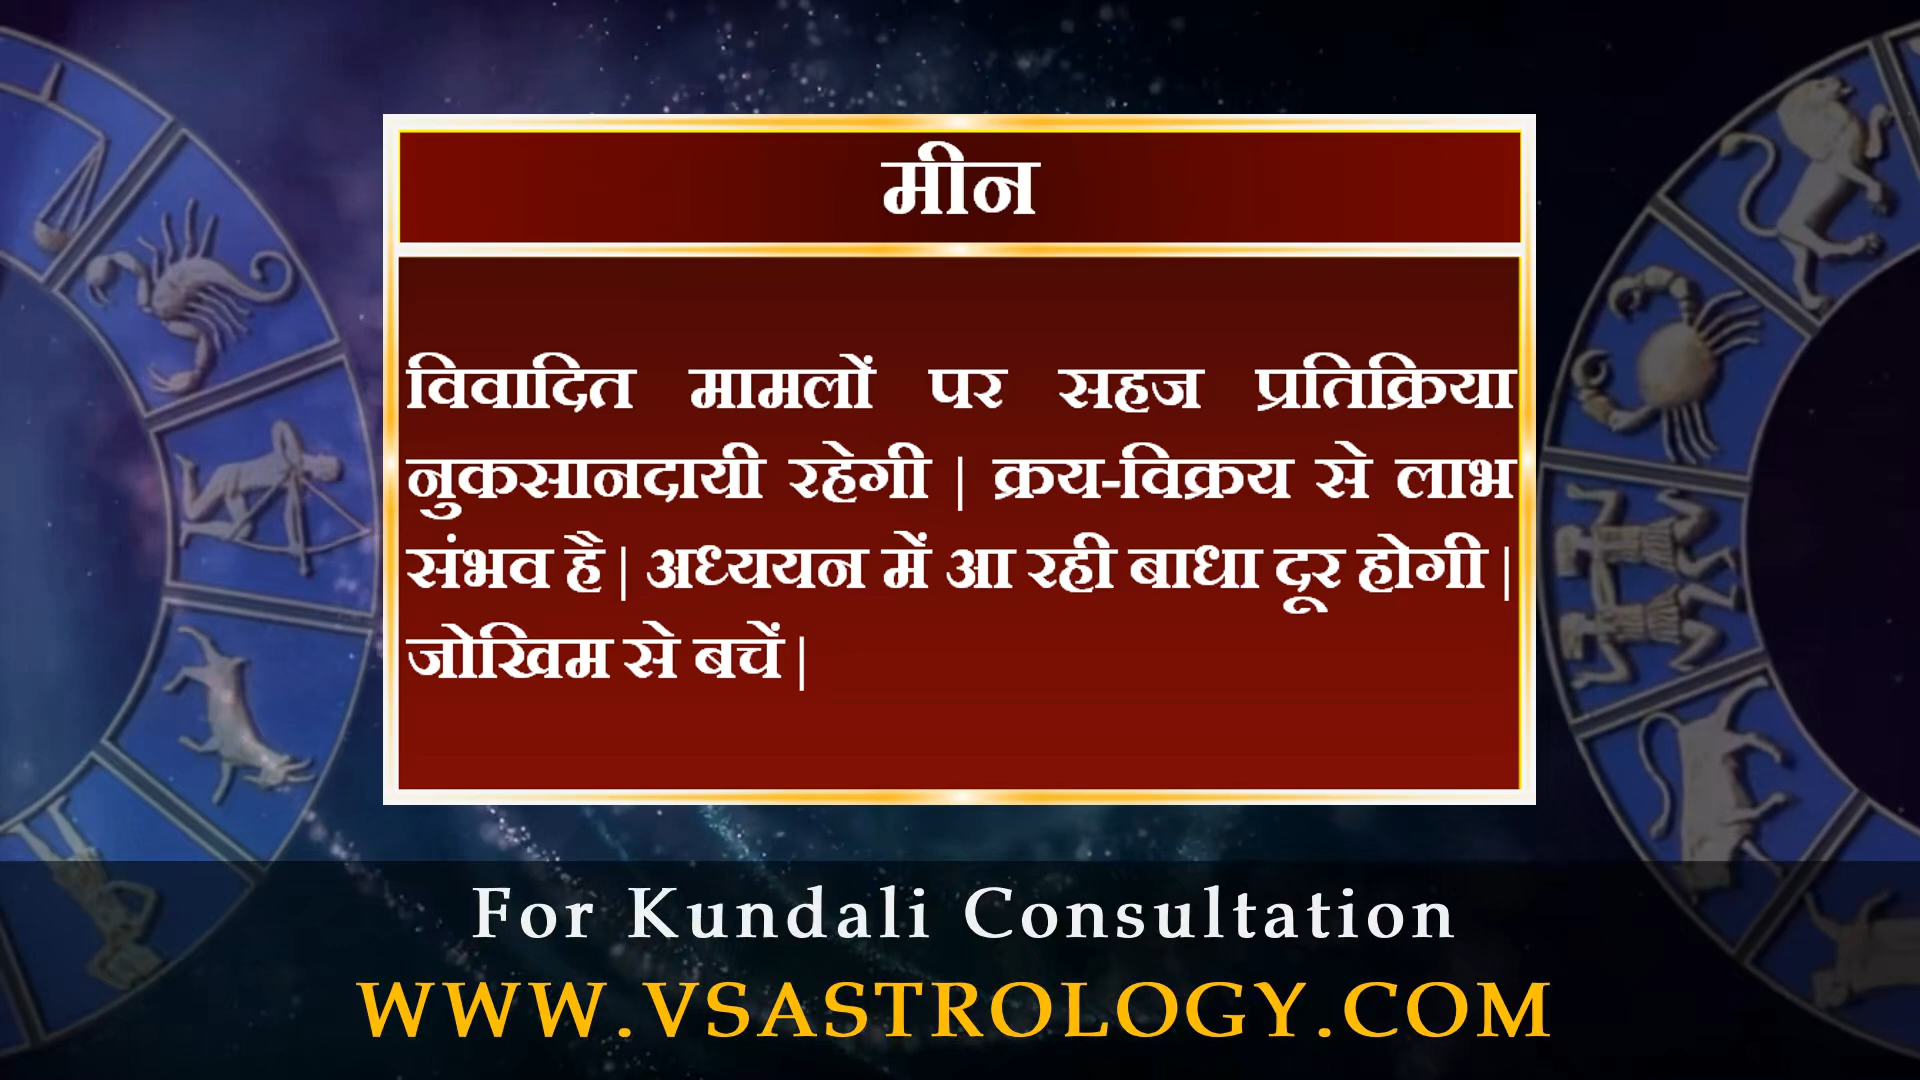 मीन
विवादित मामलों पर सहज प्रतिक्रिया
नुकसानदायी रहेगी | क्रय-विक्रय से लाभ
संभव है | अध्ययन में आ रही बाधा दूर होगी |
जोखिम से बचें |
For Kundali Consultation
WWW.VSASTROLOGY.COM